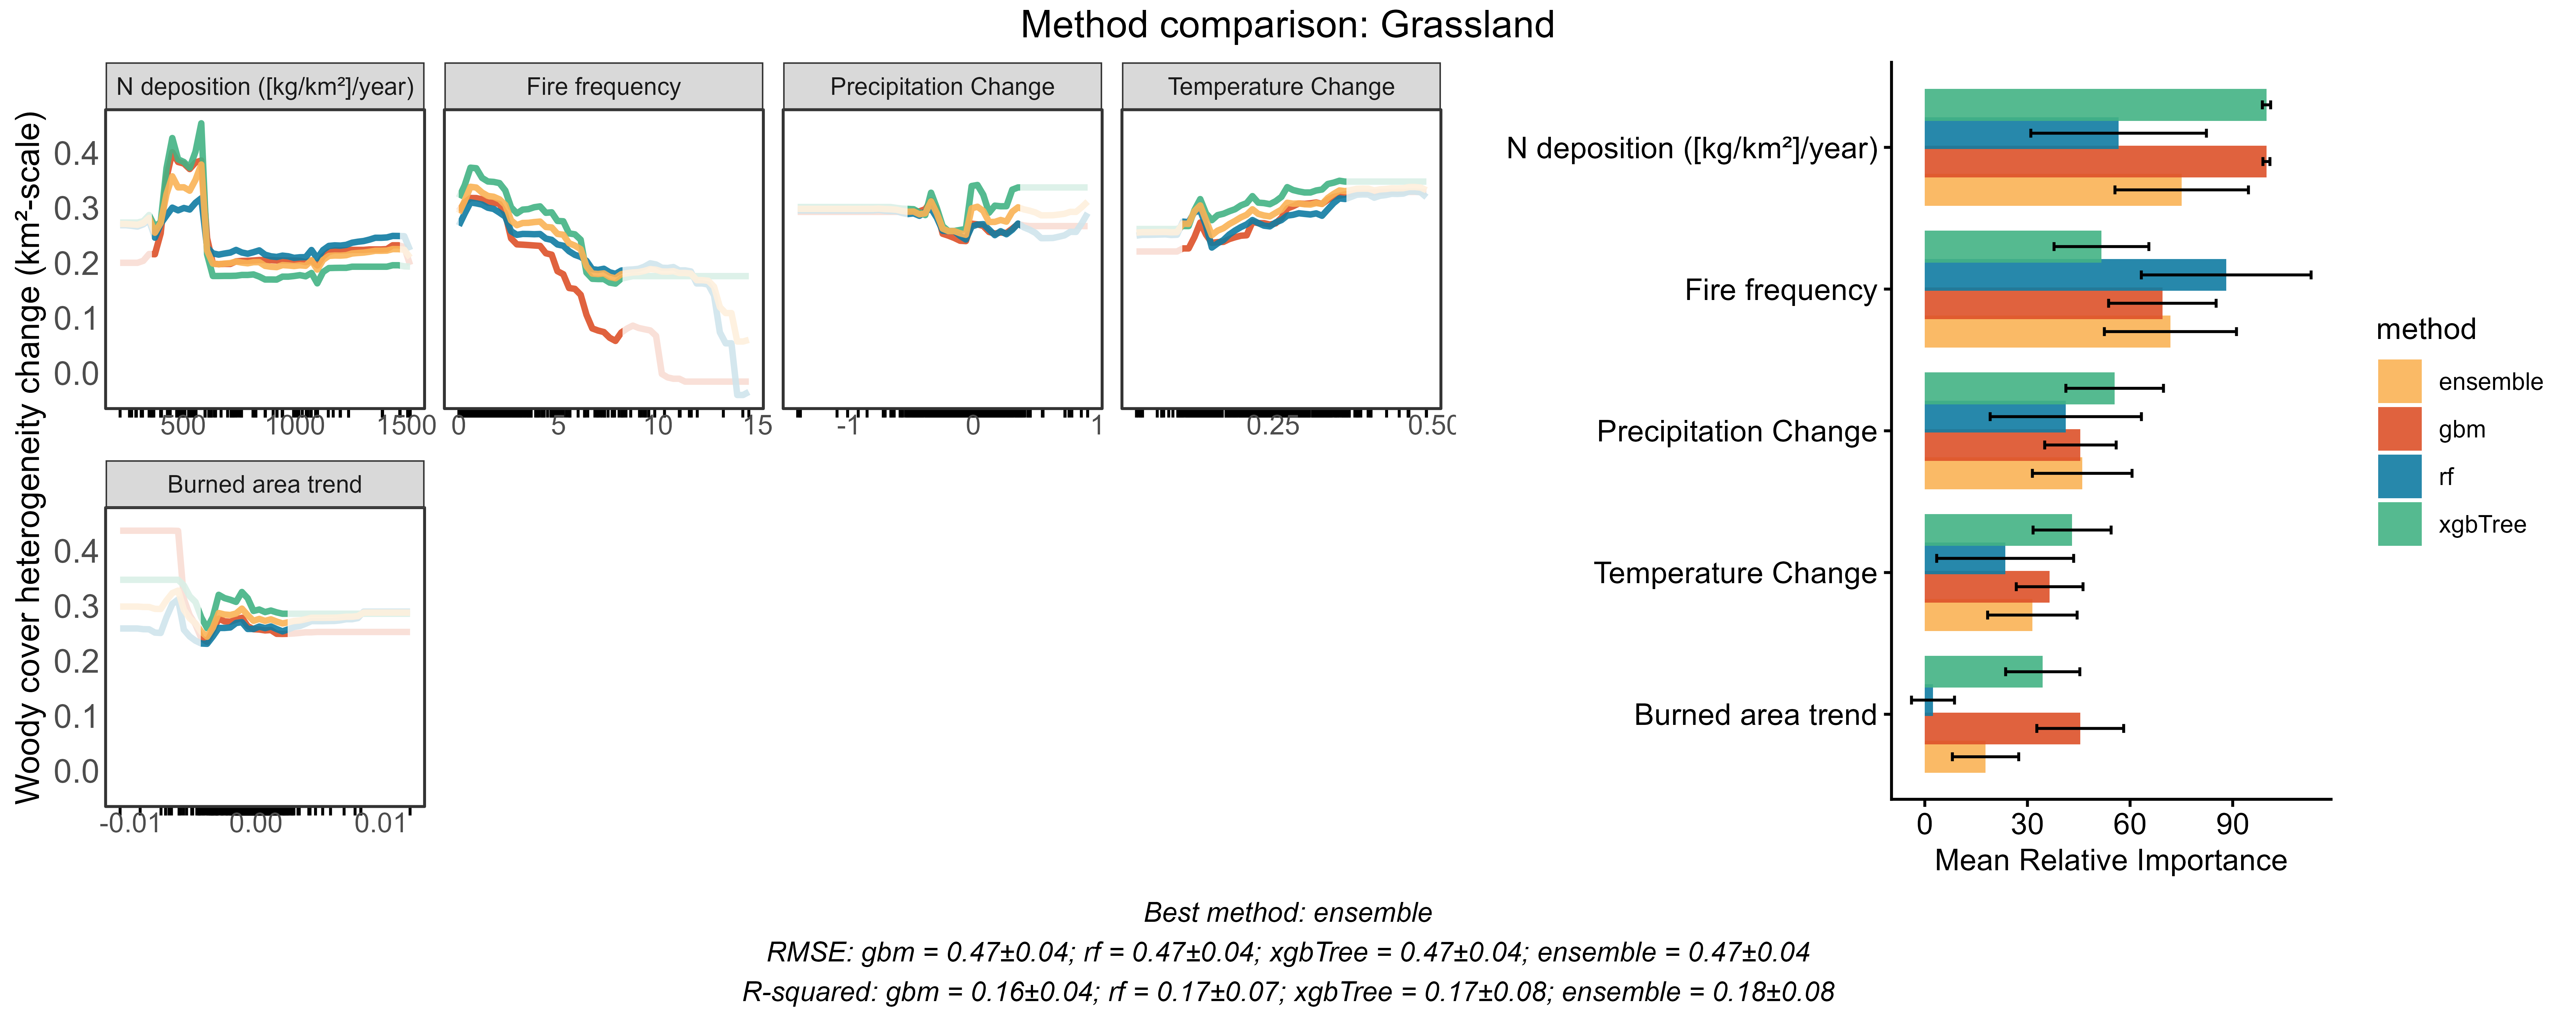 Method comparison: Grassland
Woody cover heterogeneity change (km²-scale)
N deposition ([kg/km²]/year)
Fire frequency
Precipitation Change
Temperature Change
0.4
0.3
0.2
0.1
0.0
500 1000 1500
0 5 10 15
-1 0 1
0.25 0.50
Burned area trend
0.4
0.3
0.2
0.1
0.0
-0.01 0.00 0.01
N deposition ([kg/km²]/year)
Fire frequency
Precipitation Change
Temperature Change
Burned area trend
0 30 60 90
Mean Relative Importance
method
ensemble
gbm
rf
xgbTree
Best method: ensemble
RMSE: gbm = 0.47±0.04; rf = 0.47±0.04; xgbTree = 0.47±0.04; ensemble = 0.47±0.04
R-squared: gbm = 0.16±0.04; rf = 0.17±0.07; xgbTree = 0.17±0.08; ensemble = 0.18±0.08